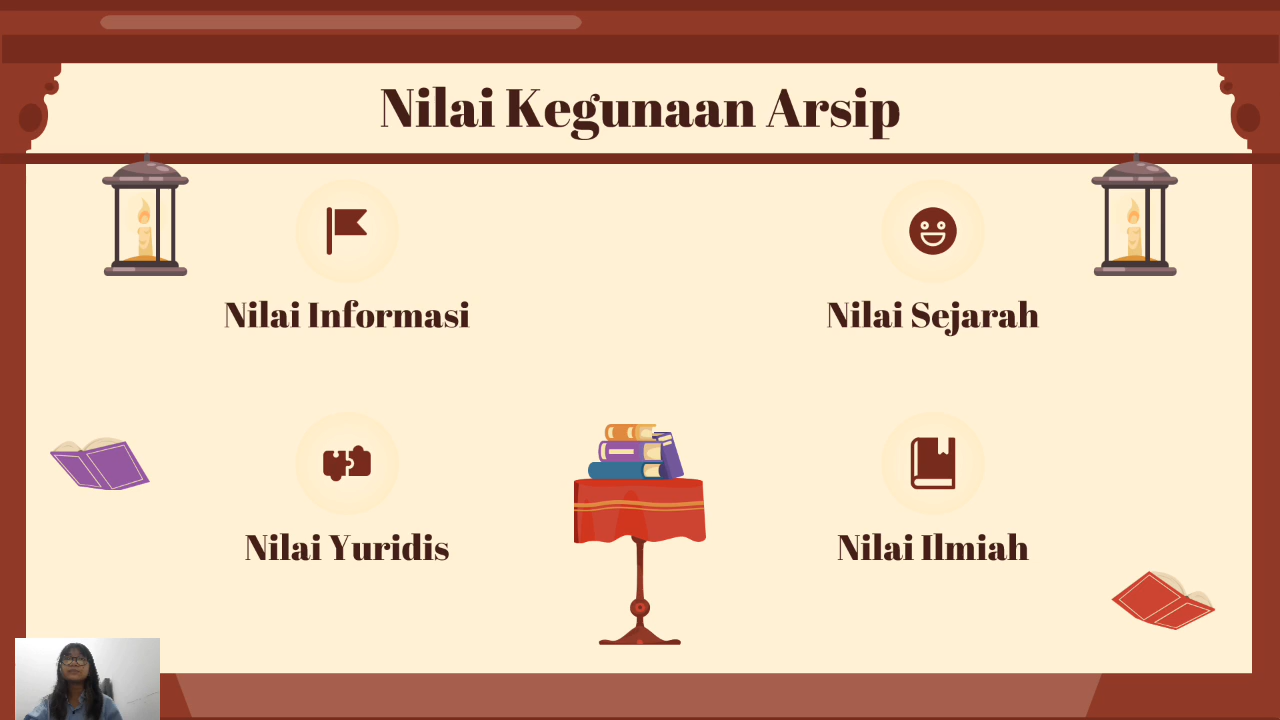 Nilai Kegunaan Arsip
Nilai Informasi
Nilai Sejarah
Nilai Yuridis
Nilai Ilmiah